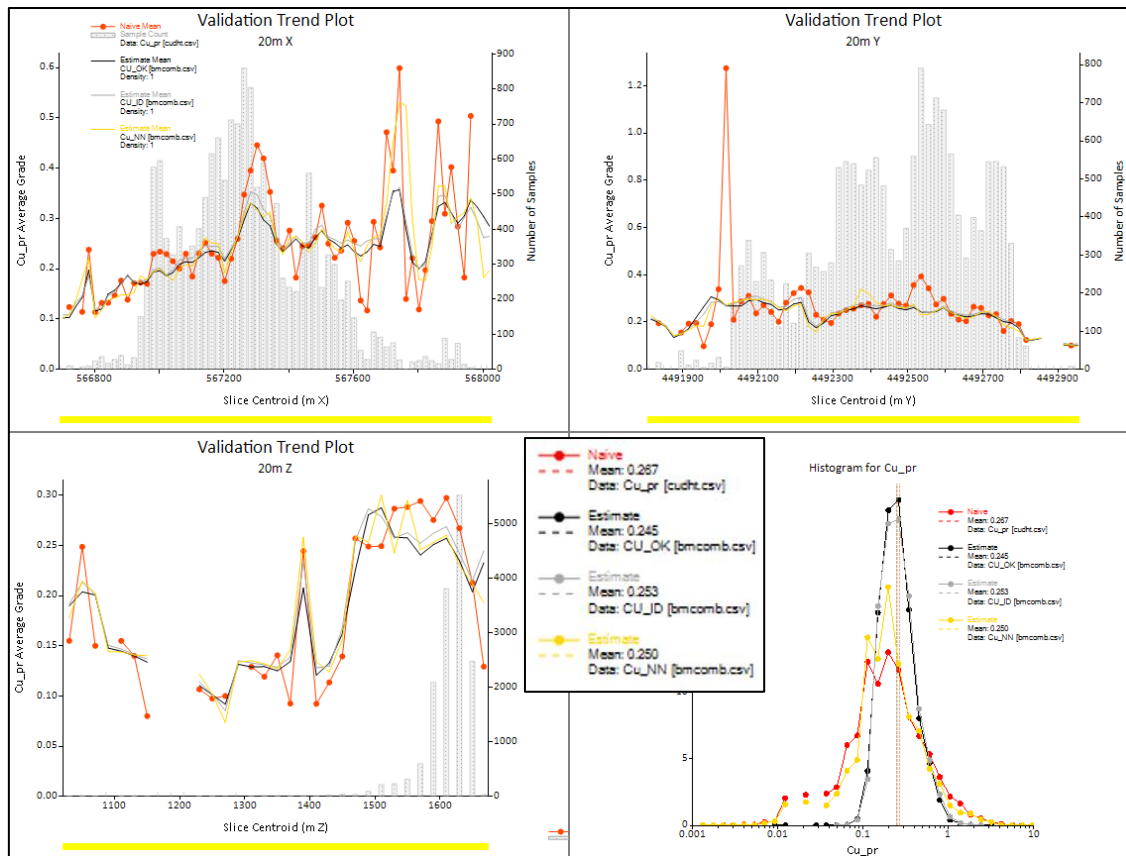 Validation Trend Plot
20m X
Naive Mean
Sample Count
Data: Cu_pr [cudht.csv]
Estimate Mean
CU_OK [bmcomb.csv]
Density: 1
Estimate Mean
CU_ID [bmcomb.csv]
Density: 1
Estimate Mean
Cu_NN [bmcomb.csv]
Density: 1
Cu_pr Average Grade
0.6
0.5
0.4
0.3
0.2
0.1
0.0
900
800
700
600
500
400
300
200
100
0
Number of Samples
566800 567200 567600 568000
Slice Centroid (m X)
Validation Trend Plot
20m Y
Cu_pr Average Grade
1.2
1.0
0.8
0.6
0.4
0.2
0.0
800
700
600
500
400
300
200
100
0
Number of Samples
4491900 4492100 4492300 4492500 4492700 4492900
Slice Centroid (m Y)
Validation Trend Plot
20m Z
Cu_pr Average Grade
0.30
0.25
0.20
0.15
0.10
0.05
0.00
5000
4000
3000
2000
1000
0
1100 1200 1300 1400 1500 1600
Slice Centroid (m Z)
Naive
Mean: 0.267
Data: Cu_pr [cudht.csv]
Estimate
Mean: 0.245
Data: CU_OK [bmcomb.csv]
Estimate
Mean: 0.253
Data: CU_ID [bmcomb.csv]
Estimate
Mean: 0.250
Data: Cu_NN [bmcomb.csv]
Histogram for Cu_pr
Naive
Mean: 0.267
Data: Cu_pr [cudht.csv]
Estimate
Mean: 0.245
Data: CU_OK [bmcomb.csv]
Estimate
Mean: 0.253
Data: CU_ID [bmcomb.csv]
Estimate
Mean: 0.250
Data: Cu_NN [bmcomb.csv]
5
0
0.001 0.01 0.1 1 10
Cu_pr